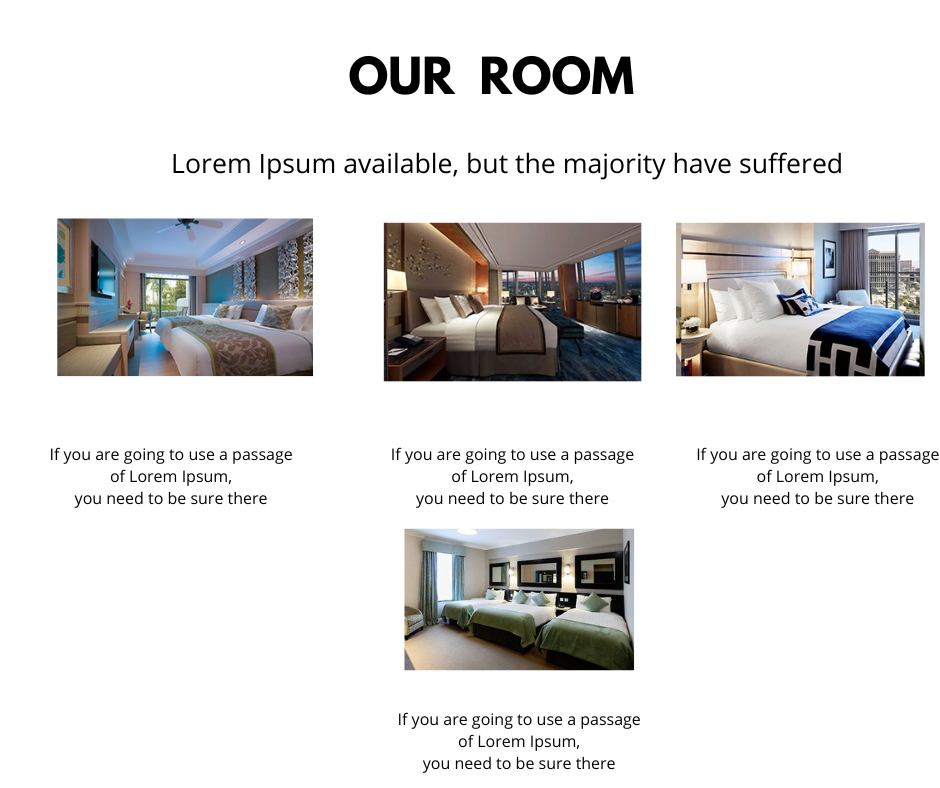 OUR ROOM
Lorem Ipsum available, but the majority have suffered
If you are going to use a passage
of Lorem Ipsum,
you need to be sure there
If you are going to use a passage
of Lorem Ipsum,
you need to be sure there
If you are going to use a passage
of Lorem Ipsum,
you need to be sure there
If you are going to use a passage
of Lorem Ipsum,
you need to be sure there